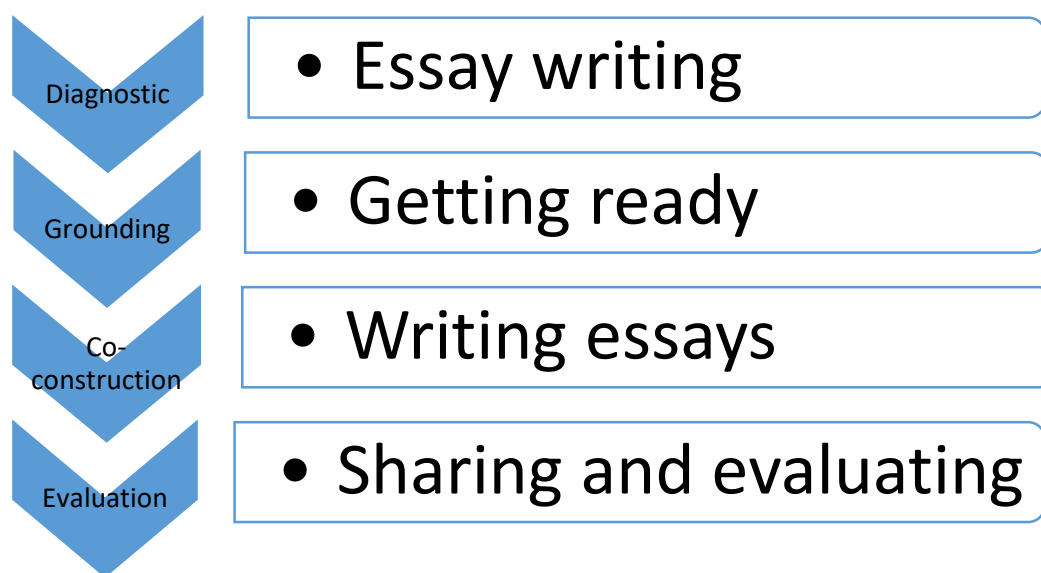 Diagnostic
• Essay writing
Grounding
• Getting ready
Co-
construction
• Writing essays
Evaluation
• Sharing and evaluating